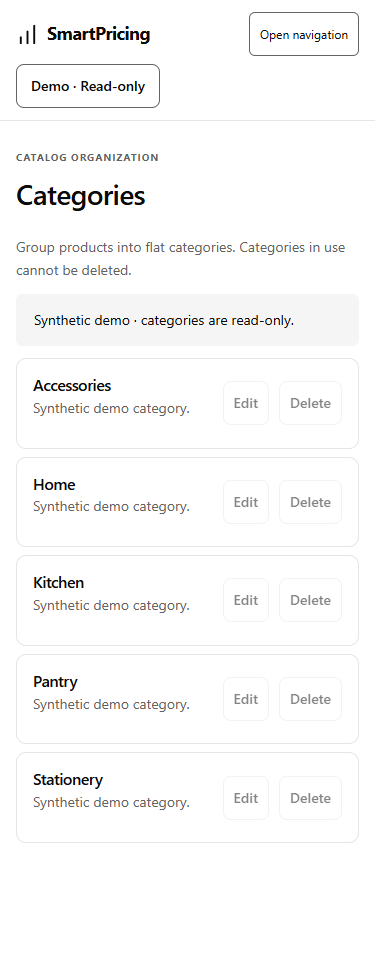 SmartPricing
Open navigation
Demo · Read-only
CATALOG ORGANIZATION
Categories
Group products into flat categories. Categories in use
cannot be deleted.
Synthetic demo · categories are read-only.
Accessories
Synthetic demo category.
Edit
Delete
Home
Synthetic demo category.
Edit
Delete
Kitchen
Synthetic demo category.
Edit
Delete
Pantry
Synthetic demo category.
Edit
Delete
Stationery
Synthetic demo category.
Edit
Delete